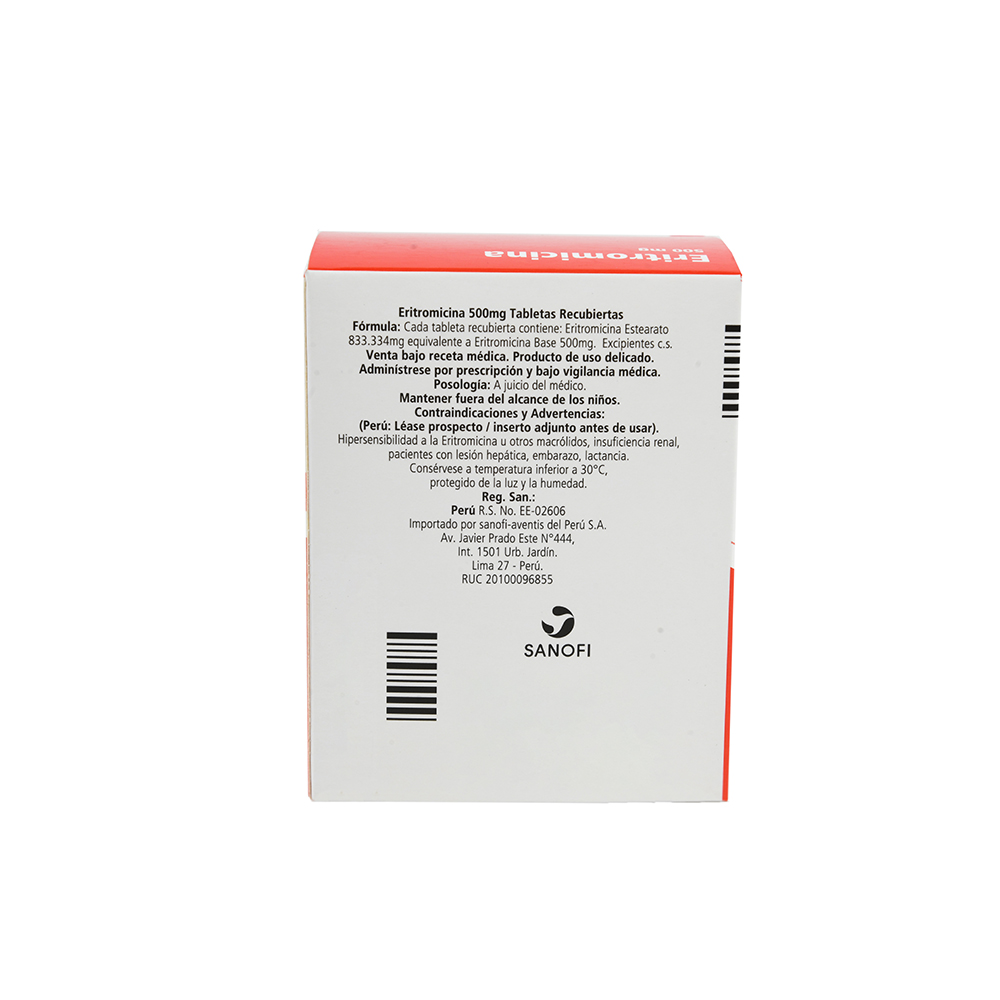 500 mg
Eritromicina
Eritromicina 500mg Tabletas Recubiertas
Fórmula: Cada tableta recubierta contiene: Eritromicina Estearato
833.334mg equivalente a Eritromicina Base 500mg. Excipientes c.s.
Venta bajo receta médica. Producto de uso delicado.
Adminístrese por prescripción y bajo vigilancia médica.
Posología: A juicio del médico.
Mantener fuera del alcance de los niños.
Contraindicaciones y Advertencias:
(Perú: Léase prospecto / inserto adjunto antes de usar).
Hipersensibilidad a la Eritromicina u otros macrólidos, insuficiencia renal,
pacientes con lesión hepática, embarazo, lactancia.
Consérvese a temperatura inferior a 30°C,
protegido de la luz y la humedad.
Reg. San.:
Perú R.S. No. EE-02606
Importado por sanofi-aventis del Perú S.A.
Av. Javier Prado Este N°444,
Int. 1501 Urb. Jardín.
Lima 27 - Perú.
RUC 20100096855
SANOFI